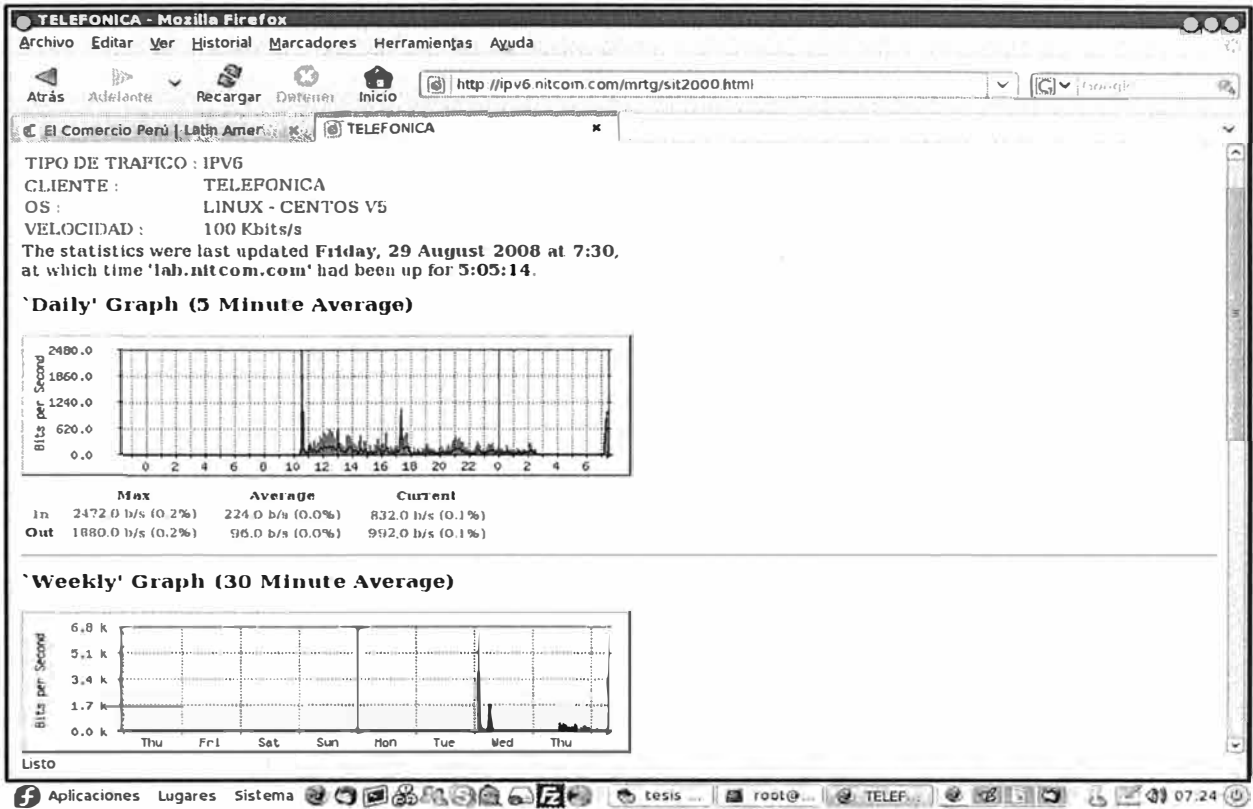 TELEFONICA - Mozilla Firefox
Archivo Editar Ver Historial Marcadores Herramientas Ayuda
Atrás Adelante Recargar Detener Inicio http://ipv6.nitcom.com/mrtg/sit2000.html Google
El Comercio Perú | Latin Amer... TELEFONICA
TIPO DE TRAFICO : IPV6
CLIENTE : TELEFONICA
OS : LINUX - CENTOS V5
VELOCIDAD : 100 Kbits/s
The statistics were last updated Friday, 29 August 2008 at 7:30,
at which time 'lab.nitcom.com' had been up for 5:05:14.
`Daily' Graph (5 Minute Average)
Bits per Second
2480.0
1860.0
1240.0
620.0
0.0
0 2 4 6 8 10 12 14 16 18 20 22 0 2 4 6
Max Average Current
In 2472.0 b/s (0.2%) 224.0 b/s (0.0%) 832.0 b/s (0.1%)
Out 1880.0 b/s (0.2%) 96.0 b/s (0.0%) 992.0 b/s (0.1%)
`Weekly' Graph (30 Minute Average)
Bits per Second
6.8 k
5.1 k
3.4 k
1.7 k
0.0 k
Thu Fri Sat Sun Mon Tue Wed Thu
Listo
Aplicaciones Lugares Sistema tesis ... root@... TELEF... 07.24